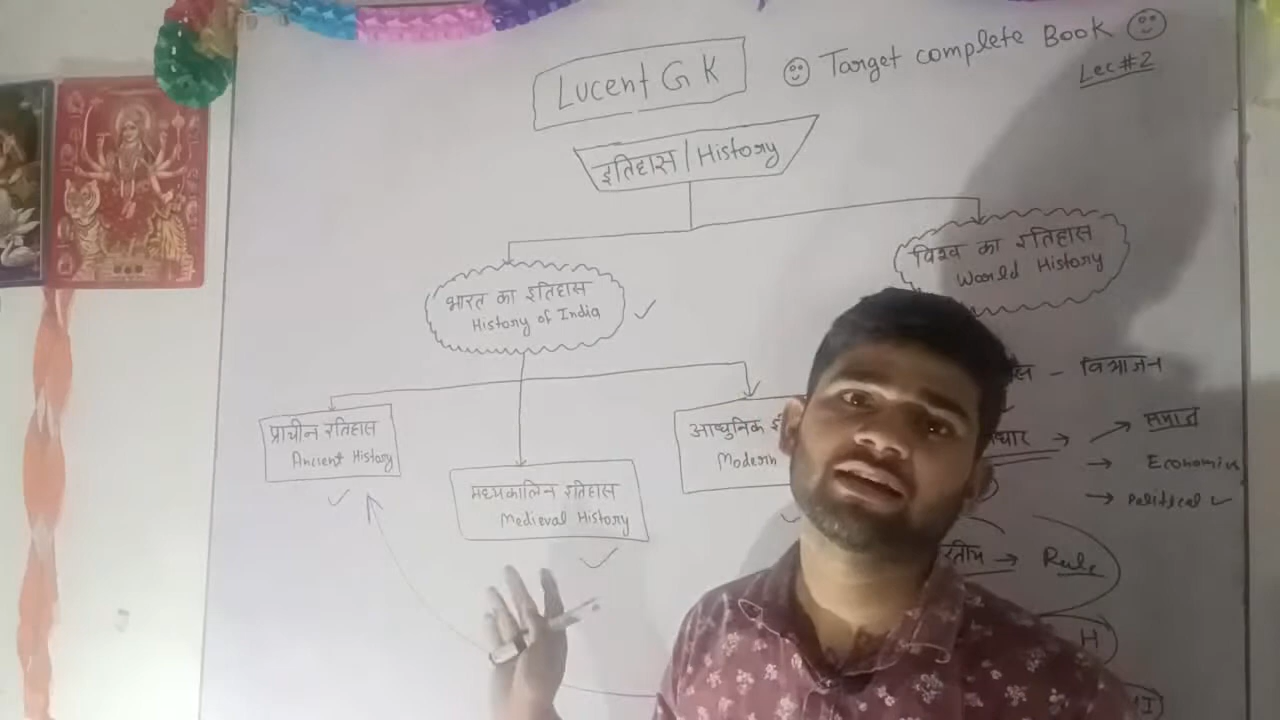 Lucent G K
Target complete Book
Lec#2
इतिहास | History
भारत का इतिहास
History of India
विश्व का इतिहास
World History
प्राचीन इतिहास
Ancient History
मध्यकालिन इतिहास
Medieval History
आधुनिक
Modern
– विभाजन
→ समाज
→ Economics
→ Political
→ Rule
H